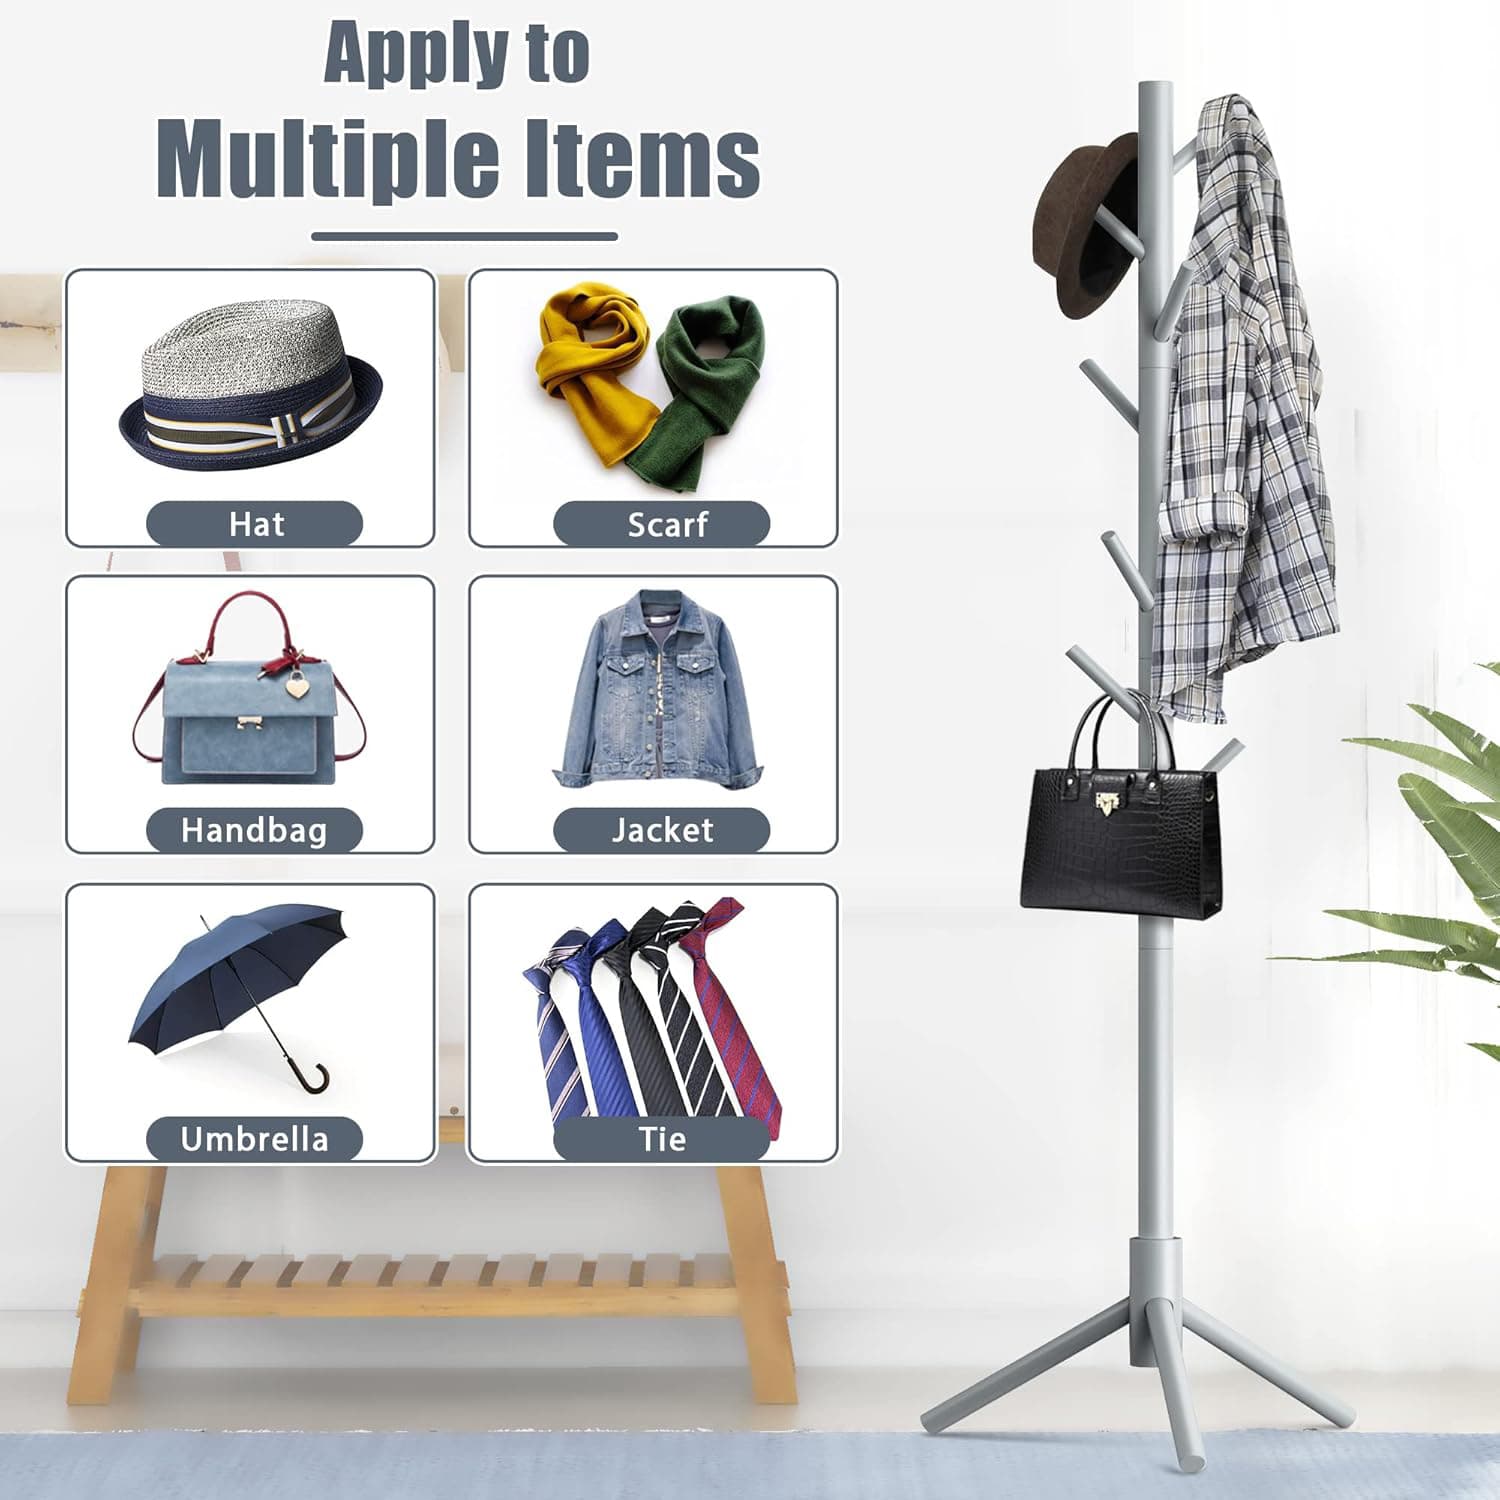 Apply to
Multiple Items
Hat
Scarf
Handbag
Jacket
Umbrella
Tie